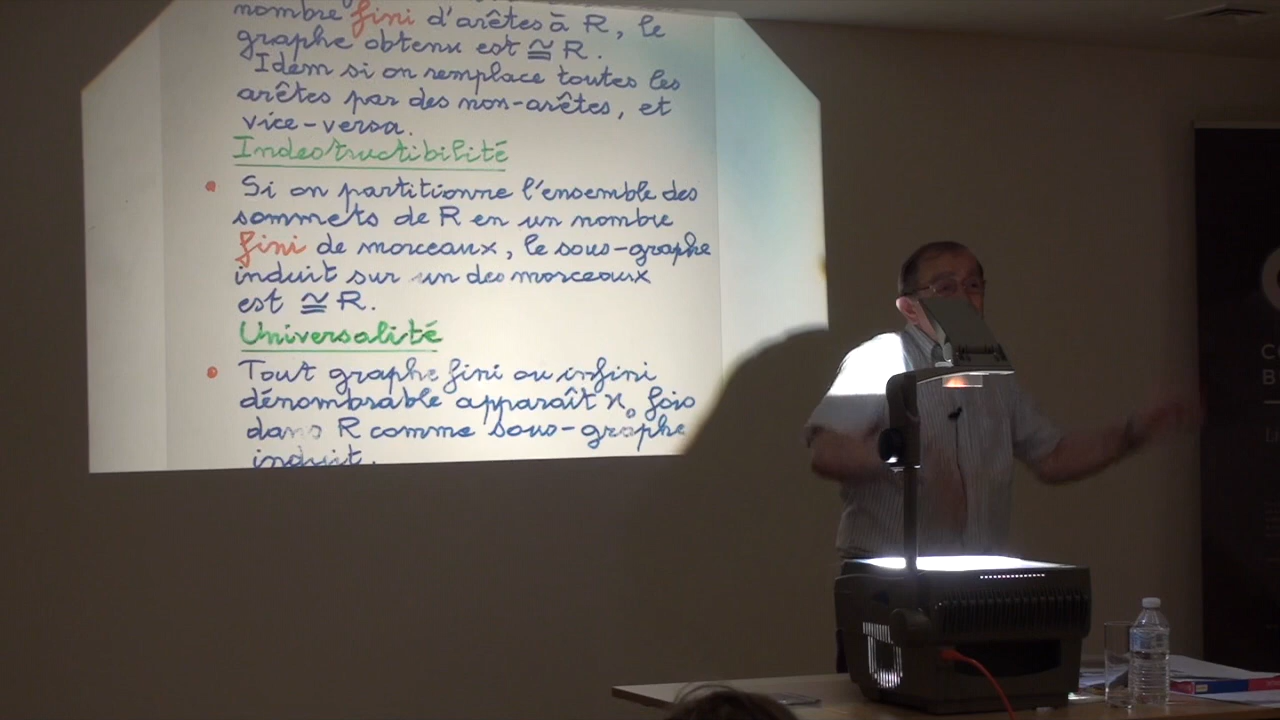 nombre fini d'arêtes à R, le
graphe obtenu est ≅ R.
Idem si on remplace toutes les
arêtes par des non-arêtes, et
vice-versa.
Indestructibilité
• Si on partitionne l'ensemble des
sommets de R en un nombre
fini de morceaux, le sous-graphe
induit sur un des morceaux
est ≅ R.
Universalité
• Tout graphe fini ou infini
dénombrable apparaît ℵ₀ fois
dans R comme sous-graphe
induit.